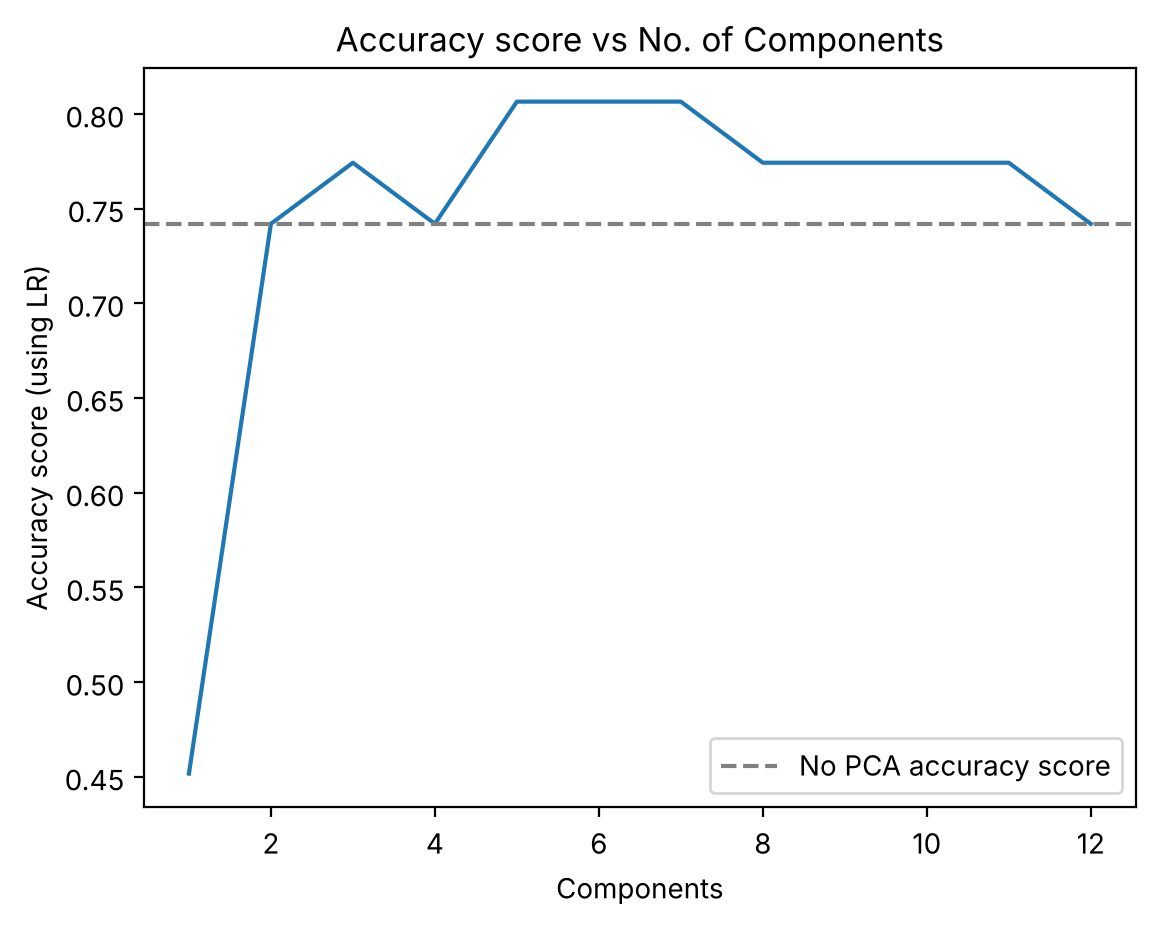 Accuracy score vs No. of Components
Accuracy score (using LR)
0.80
0.75
0.70
0.65
0.60
0.55
0.50
0.45
No PCA accuracy score
2 4 6 8 10 12
Components